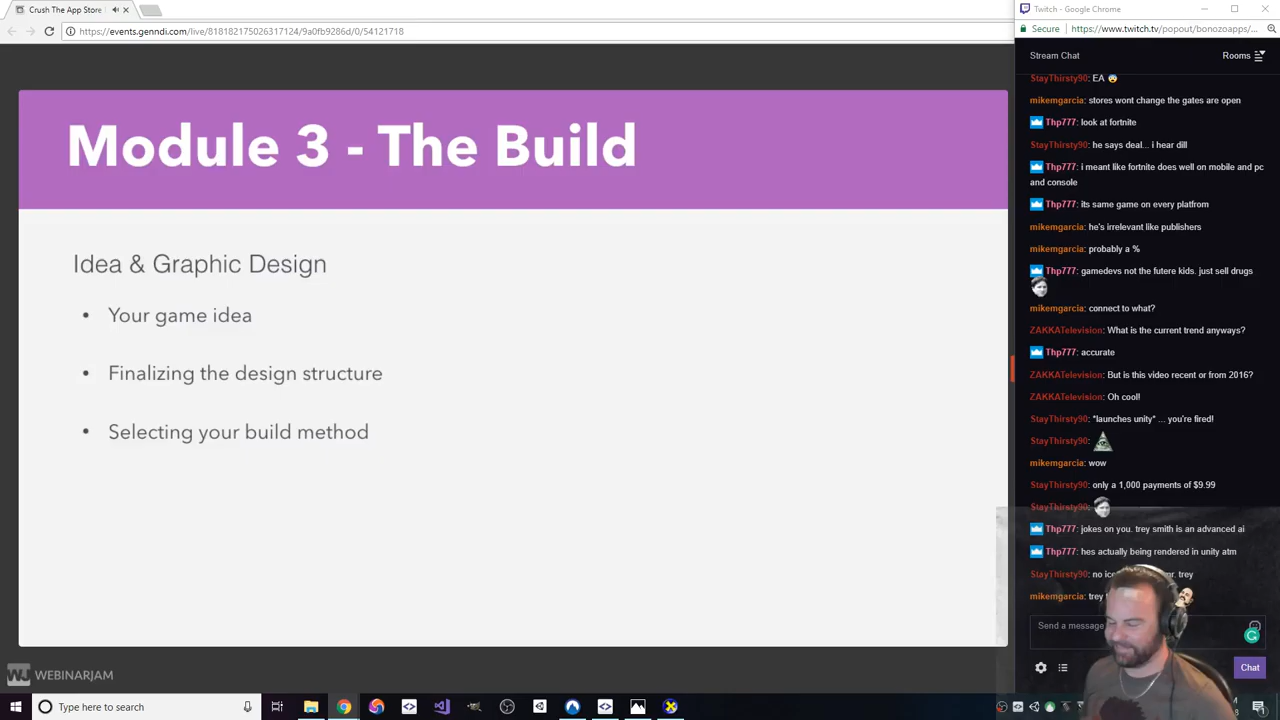 Crush The App Store
Twitch - Google Chrome
https://events.genndi.com/live/818182175026317124/9a0fb9286d/0/54121718
Secure
https://www.twitch.tv/popout/bonozoapps/...
Stream Chat
Rooms
StayThirsty90: EA
mikemgarcia: stores wont change the gates are open
Thp777: look at fortnite
StayThirsty90: he says deal... i hear dill
Thp777: i meant like fortnite does well on mobile and pc
and console
Thp777: its same game on every platfrom
mikemgarcia: he's irrelevant like publishers
mikemgarcia: probably a %
Thp777: gamedevs not the futere kids. just sell drugs
mikemgarcia: connect to what?
ZAKKATelevision: What is the current trend anyways?
Thp777: accurate
ZAKKATelevision: But is this video recent or from 2016?
ZAKKATelevision: Oh cool!
StayThirsty90: *launches unity* ... you're fired!
StayThirsty90:
mikemgarcia: wow
StayThirsty90: only a 1,000 payments of $9.99
StayThirsty90:
Thp777: jokes on you. trey smith is an advanced ai
Thp777: hes actually being rendered in unity atm
StayThirsty90: no trey
mikemgarcia: trey
Send a message
Chat
Module 3 - The Build
Idea & Graphic Design
• Your game idea
• Finalizing the design structure
• Selecting your build method
WJ WEBINARJAM
Type here to search